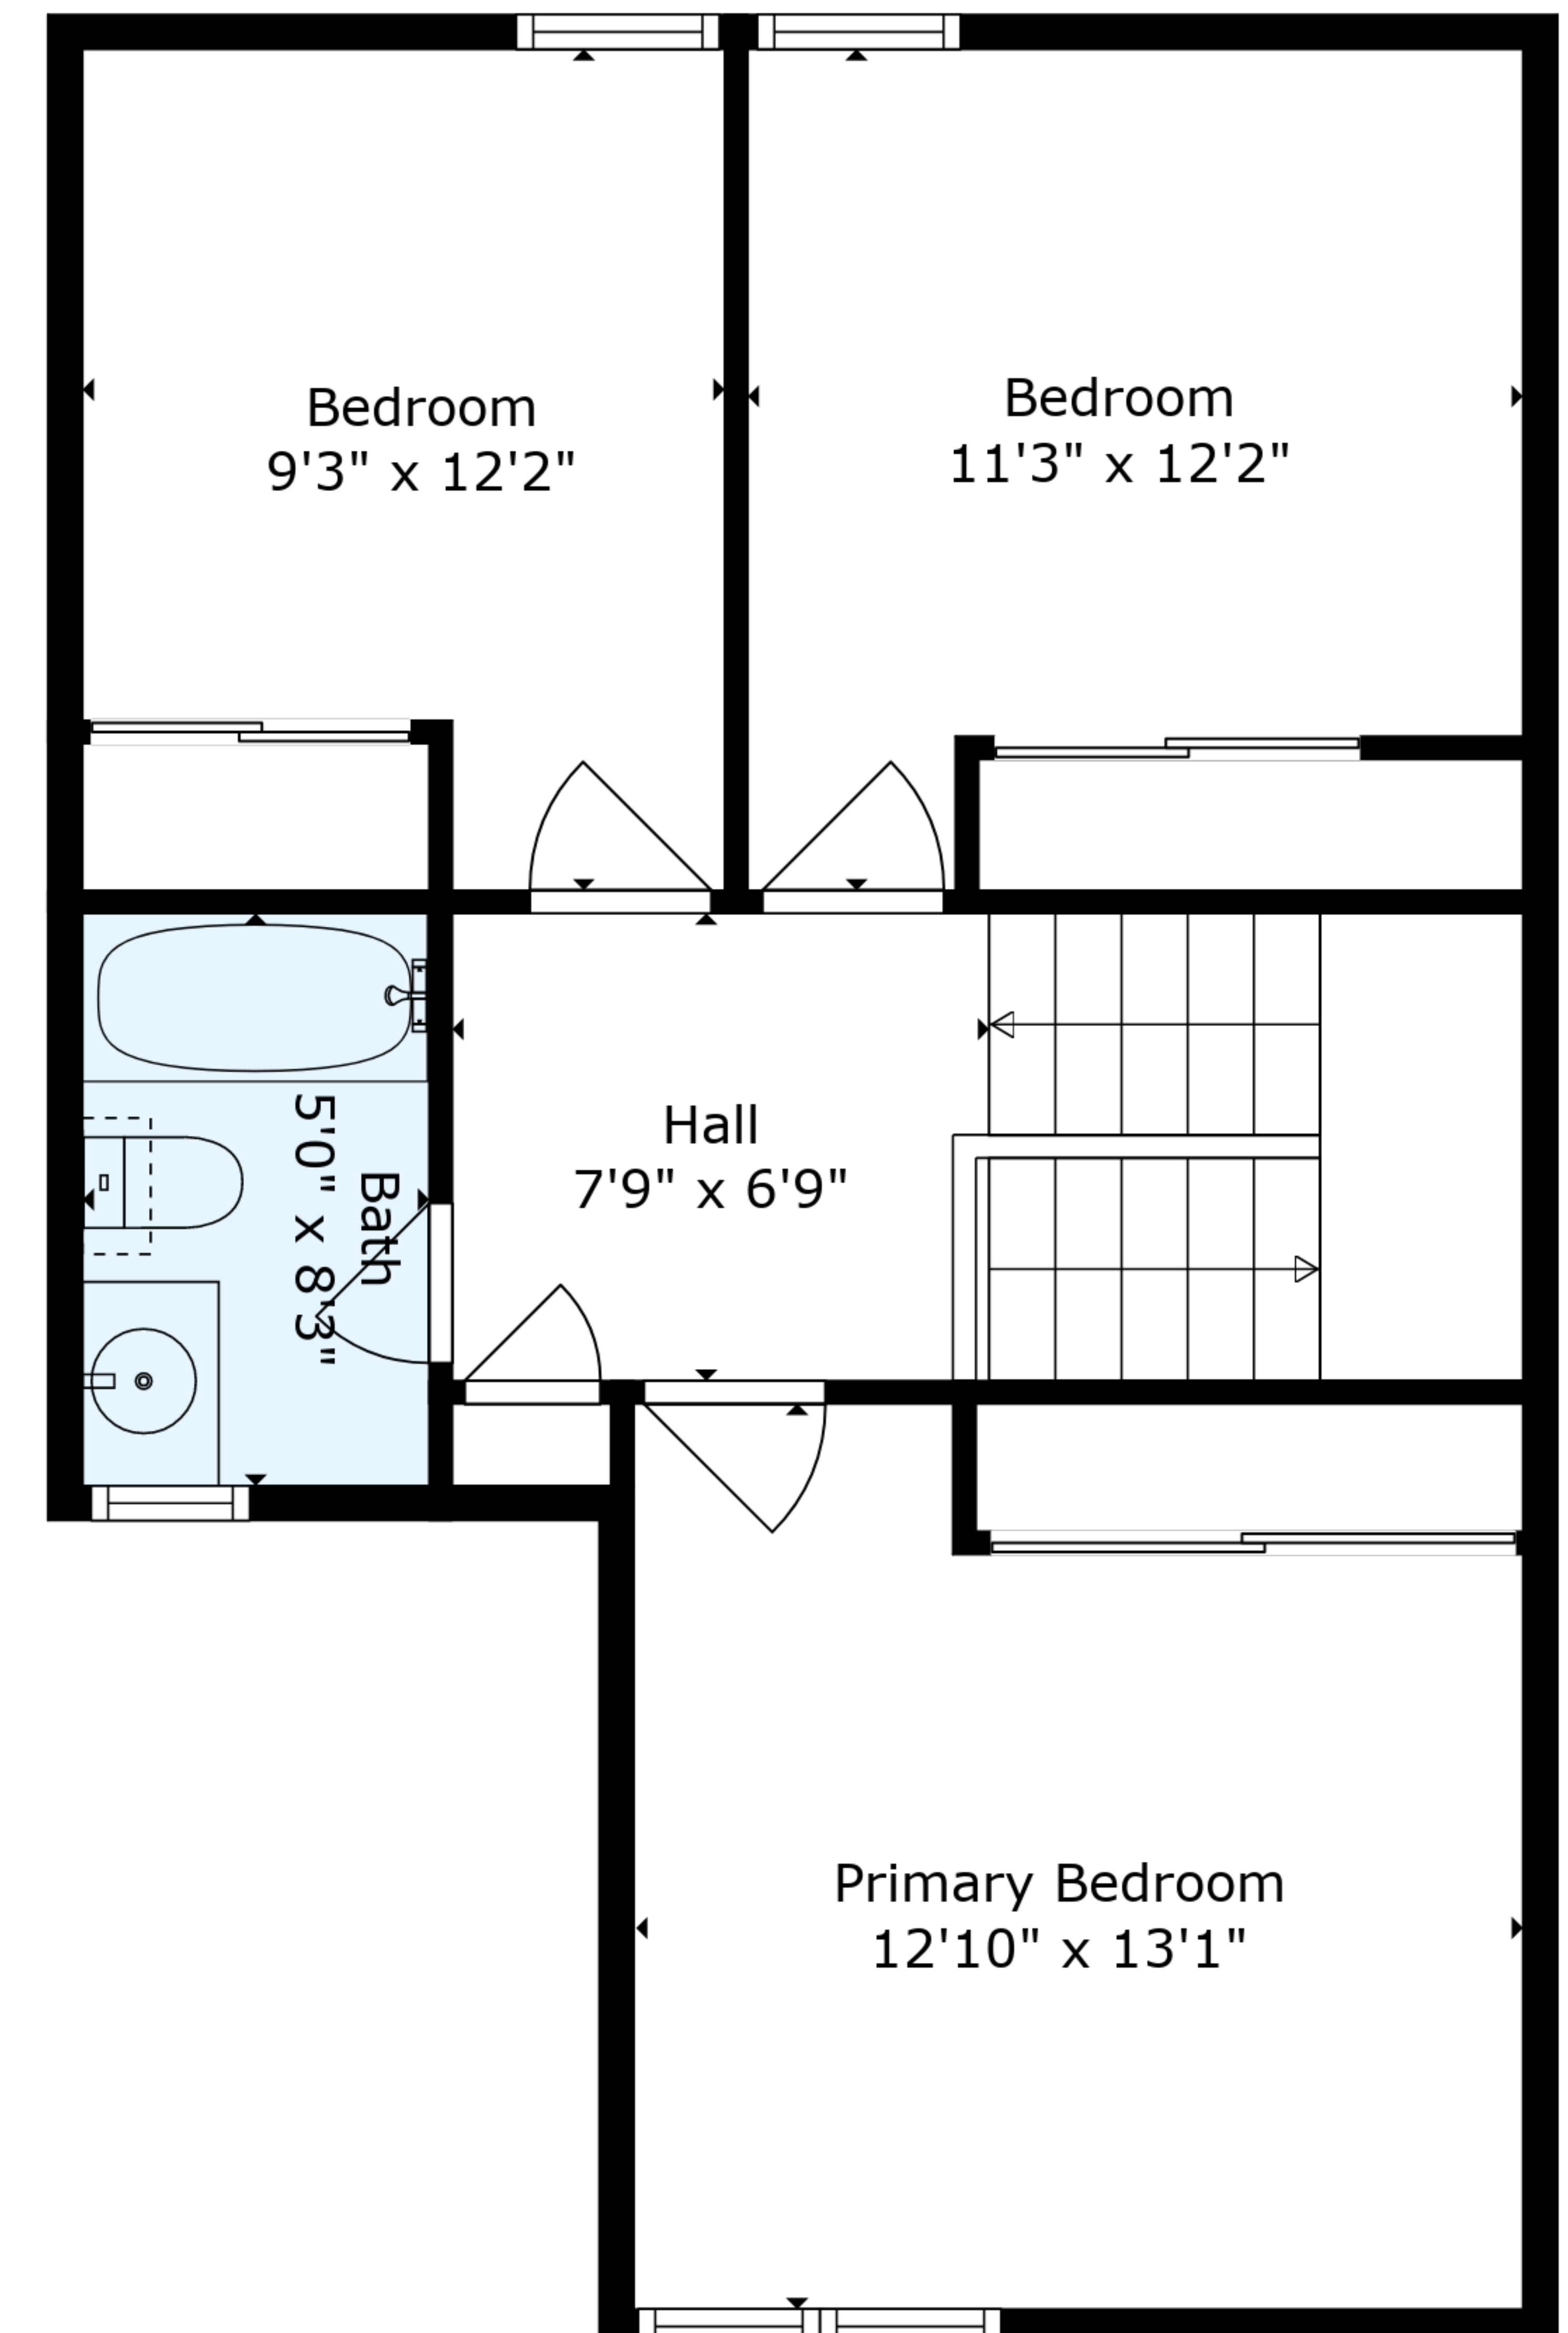 Bedroom
9'3" x 12'2"
Bedroom
11'3" x 12'2"
Hall
7'9" x 6'9"
Bath
5'0" x 8'3"
Primary Bedroom
12'10" x 13'1"